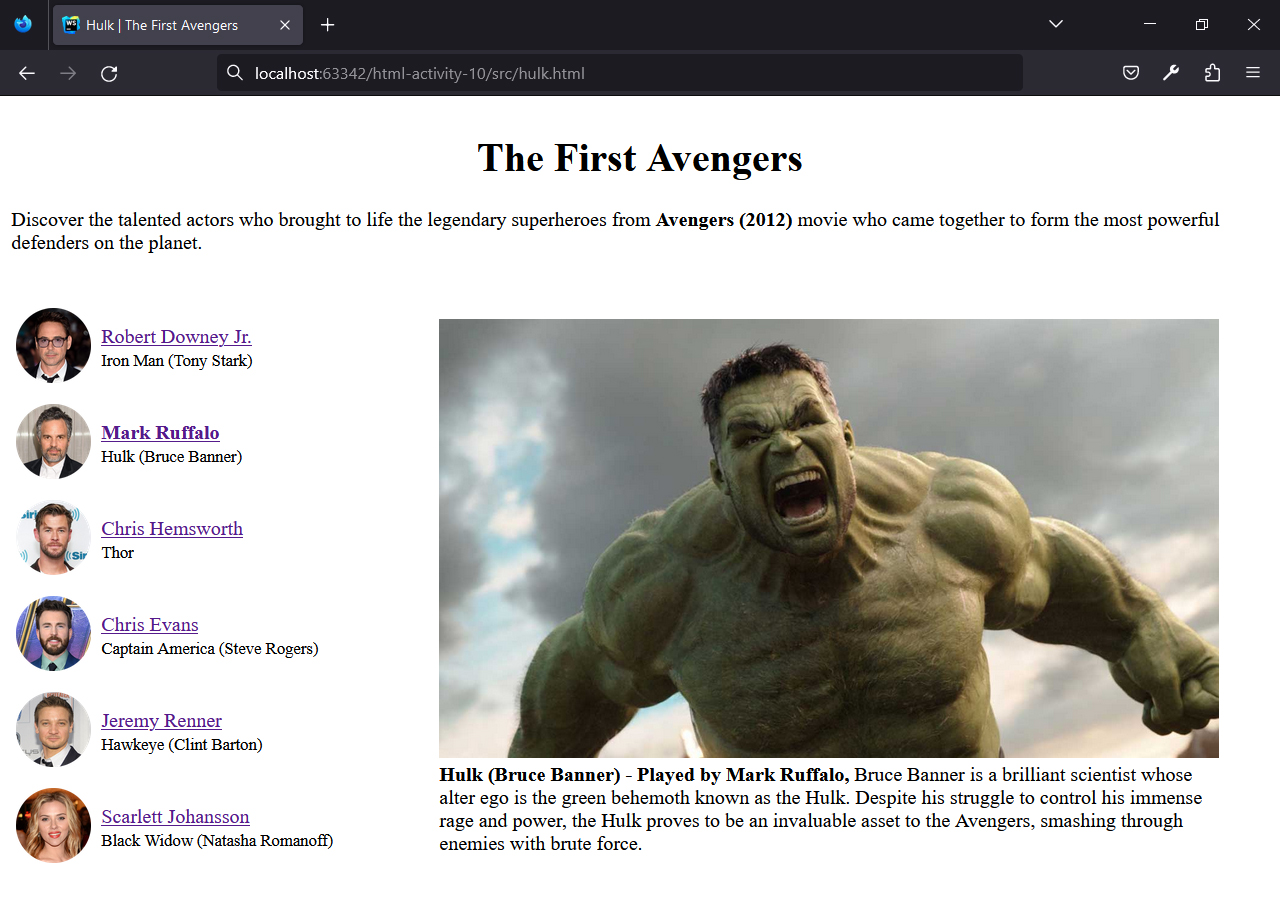 Hulk | The First Avengers
localhost:63342/html-activity-10/src/hulk.html
The First Avengers
Discover the talented actors who brought to life the legendary superheroes from Avengers (2012) movie who came together to form the most powerful
defenders on the planet.
Robert Downey Jr.
Iron Man (Tony Stark)
Mark Ruffalo
Hulk (Bruce Banner)
Chris Hemsworth
Thor
Chris Evans
Captain America (Steve Rogers)
Jeremy Renner
Hawkeye (Clint Barton)
Scarlett Johansson
Black Widow (Natasha Romanoff)
Hulk (Bruce Banner) - Played by Mark Ruffalo, Bruce Banner is a brilliant scientist whose
alter ego is the green behemoth known as the Hulk. Despite his struggle to control his immense
rage and power, the Hulk proves to be an invaluable asset to the Avengers, smashing through
enemies with brute force.